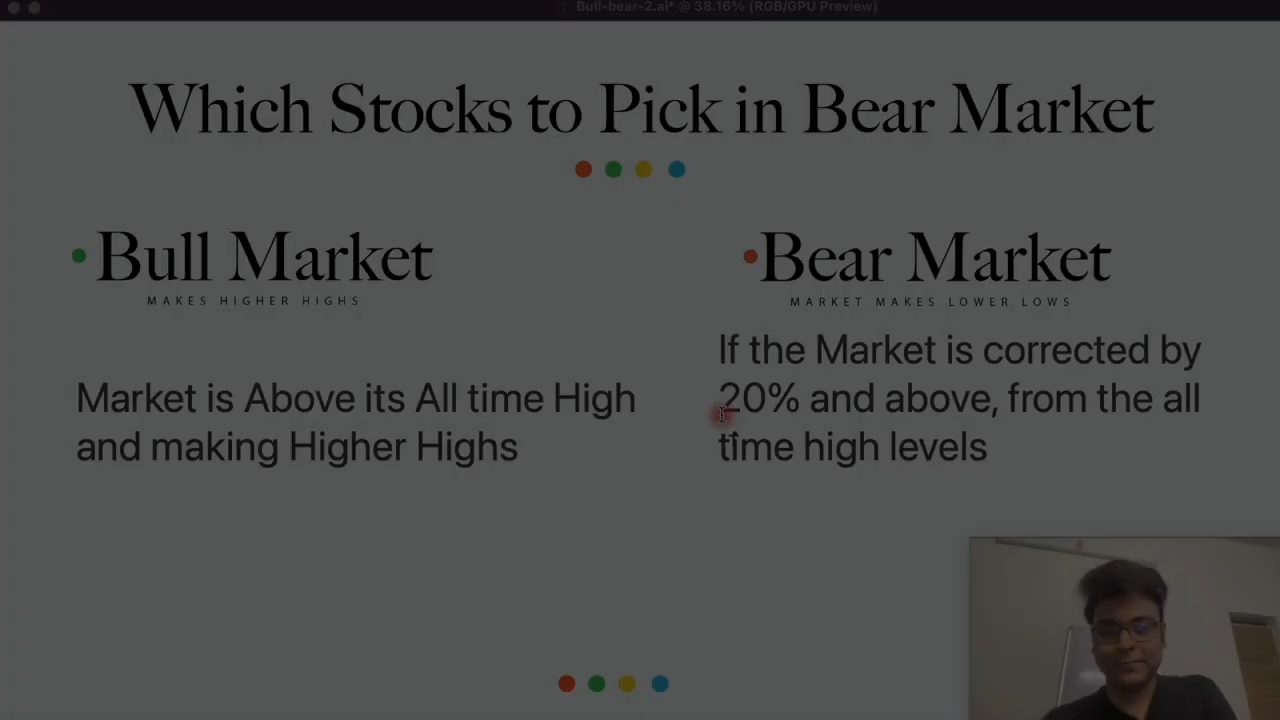 Bull-bear-2.ai* @ 38.16% (RGB/GPU Preview)
Which Stocks to Pick in Bear Market
Bull Market
MAKES HIGHER HIGHS
Market is Above its All time High
and making Higher Highs
Bear Market
MARKET MAKES LOWER LOWS
If the Market is corrected by
20% and above, from the all
time high levels